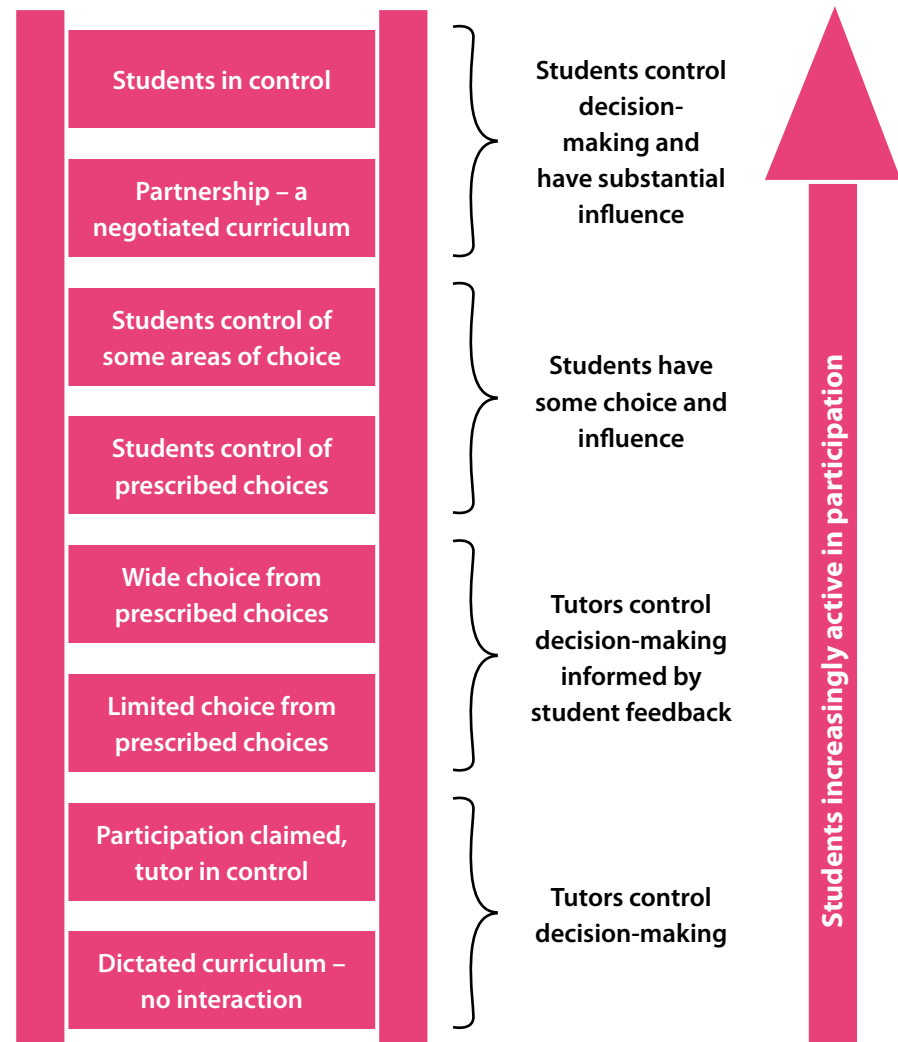 Students in control
Partnership – a
negotiated curriculum
Students control
decision-
making and
have substantial
influence
Students control of
some areas of choice
Students control of
prescribed choices
Students have
some choice and
influence
Wide choice from
prescribed choices
Limited choice from
prescribed choices
Tutors control
decision-making
informed by
student feedback
Participation claimed,
tutor in control
Dictated curriculum –
no interaction
Tutors control
decision-making
Students increasingly active in participation